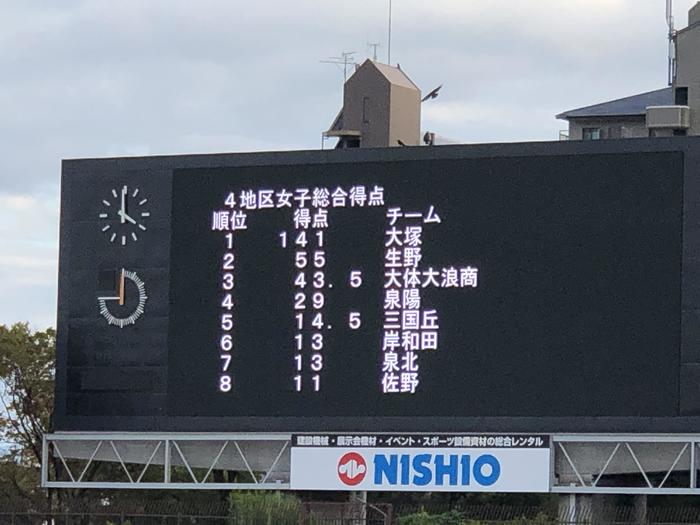 ４地区女子総合得点
順位　得点　チーム
１　１４１　大塚
２　５５　生野
３　４３．５　大体大浪商
４　２９　泉陽
５　１４．５　三国丘
６　１３　岸和田
７　１３　泉北
８　１１　佐野
建設機械・展示会機材・イベント・スポーツ設備資材の総合レンタル
NISHIO